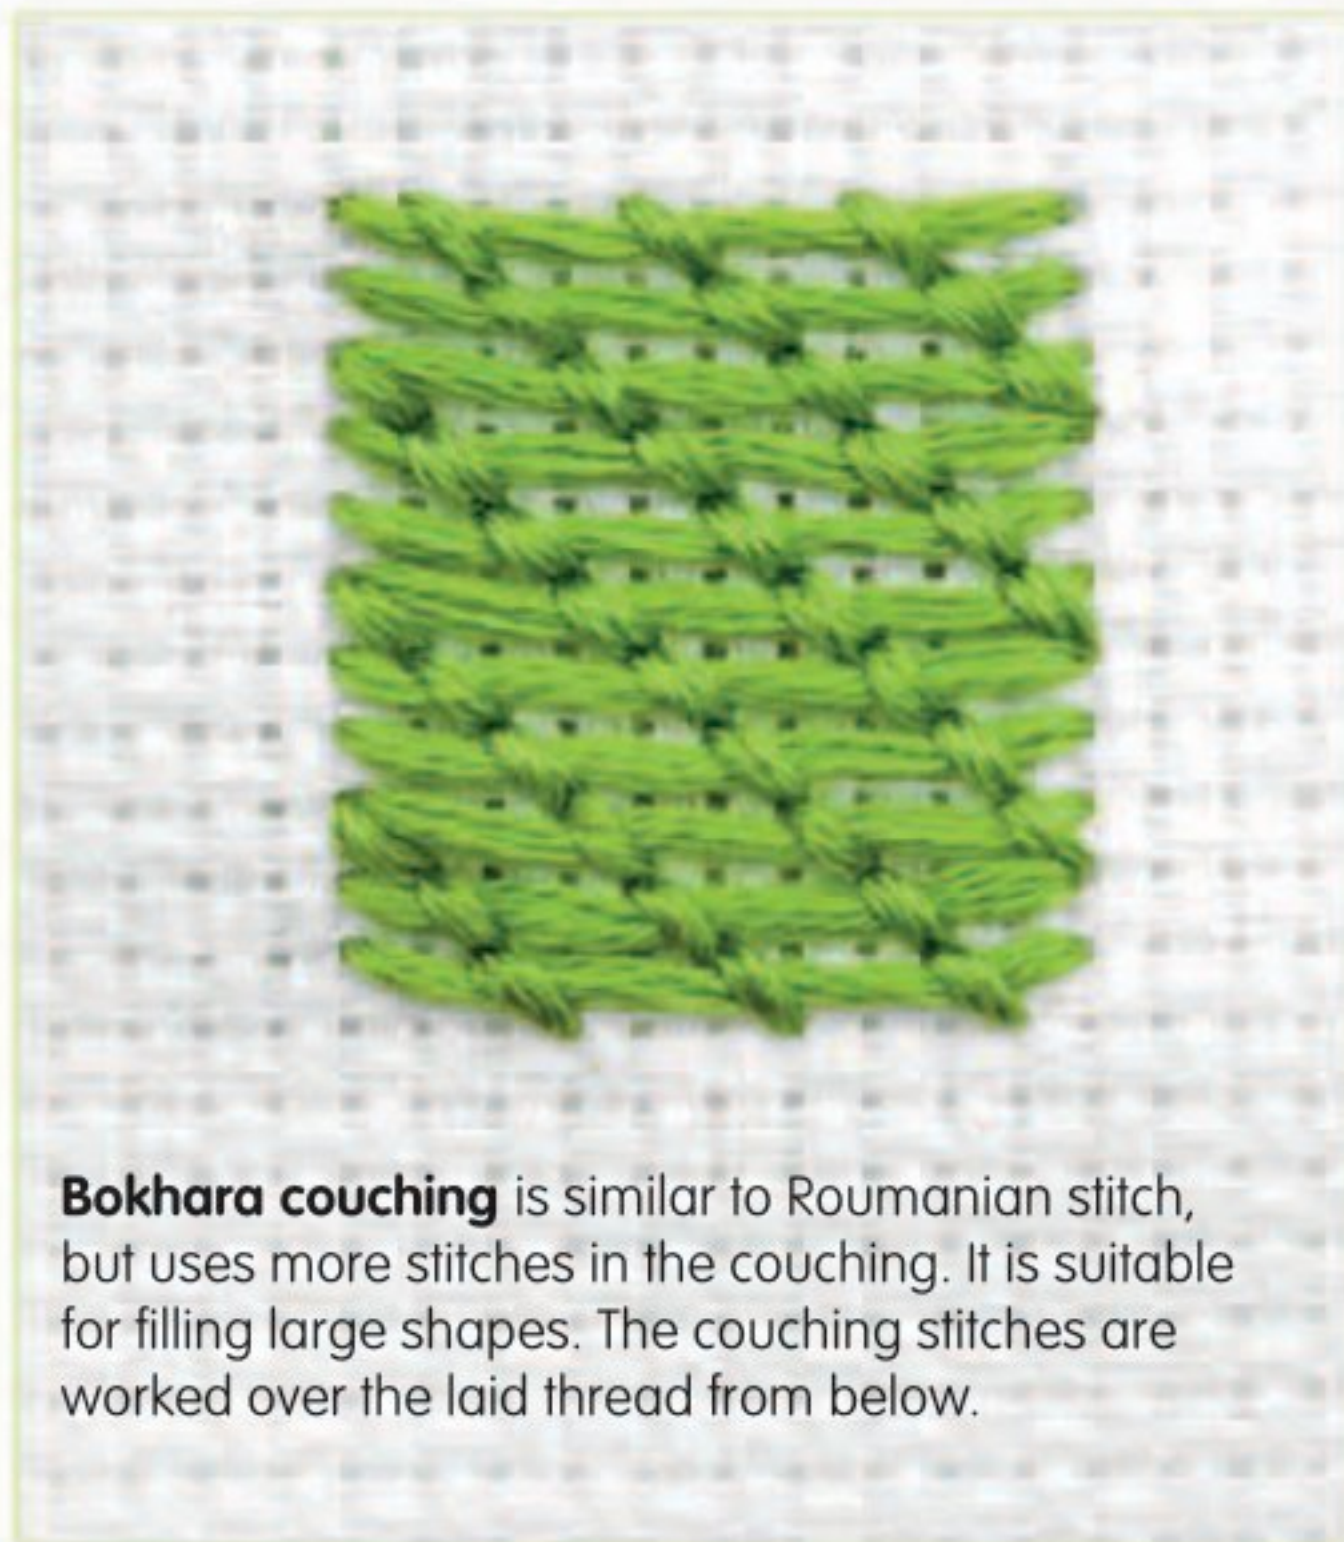 Bokhara couching is similar to Roumanian stitch,
but uses more stitches in the couching. It is suitable
for filling large shapes. The couching stitches are
worked over the laid thread from below.